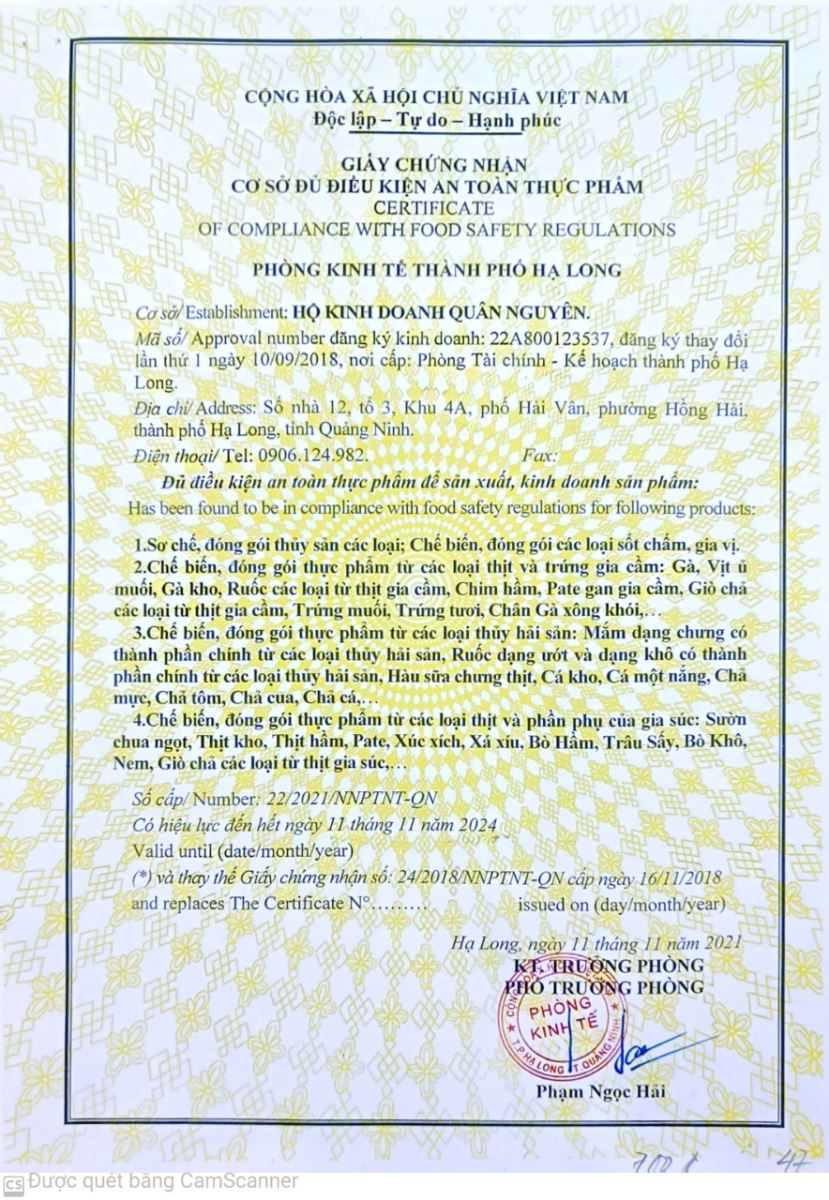 CỘNG HÒA XÃ HỘI CHỦ NGHĨA VIỆT NAM
Độc lập – Tự do – Hạnh phúc
GIẤY CHỨNG NHẬN
CƠ SỞ ĐỦ ĐIỀU KIỆN AN TOÀN THỰC PHẨM
CERTIFICATE
OF COMPLIANCE WITH FOOD SAFETY REGULATIONS
PHÒNG KINH TẾ THÀNH PHỐ HẠ LONG
Cơ sở/ Establishment: HỘ KINH DOANH QUÂN NGUYÊN.
Mã số/ Approval number đăng ký kinh doanh: 22A800123537, đăng ký thay đổi
lần thứ 1 ngày 10/09/2018, nơi cấp: Phòng Tài chính - Kế hoạch thành phố Hạ
Long.
Địa chỉ/ Address: Số nhà 12, tổ 3, Khu 4A, phố Hải Vân, phường Hồng Hải,
thành phố Hạ Long, tỉnh Quảng Ninh.
Điện thoại/ Tel: 0906.124.982. Fax:
Đủ điều kiện an toàn thực phẩm để sản xuất, kinh doanh sản phẩm:
Has been found to be in compliance with food safety regulations for following products:
1.Sơ chế, đóng gói thủy sản các loại; Chế biến, đóng gói các loại sốt chấm, gia vị.
2.Chế biến, đóng gói thực phẩm từ các loại thịt và trứng gia cầm: Gà, Vịt ủ
muối, Gà kho, Ruốc các loại từ thịt gia cầm, Chim hầm, Pate gan gia cầm, Giò chả
các loại từ thịt gia cầm, Trứng muối, Trứng tươi, Chân Gà xông khói,...
3.Chế biến, đóng gói thực phẩm từ các loại thủy hải sản: Mắm dạng chưng có
thành phần chính từ các loại thủy hải sản, Ruốc dạng ướt và dạng khô có thành
phần chính từ các loại thủy hải sản, Hàu sữa chưng thịt, Cá kho, Cá một nắng, Chả
mực, Chả tôm, Chả cua, Chả cá,...
4.Chế biến, đóng gói thực phẩm từ các loại thịt và phần phụ của gia súc: Sườn
chua ngọt, Thịt kho, Thịt hầm, Pate, Xúc xích, Xá xíu, Bò Hầm, Trâu Sấy, Bò Khô,
Nem, Giò chả các loại từ thịt gia súc,...
Số cấp/ Number: 22/2021/NNPTNT-QN
Có hiệu lực đến hết ngày 11 tháng 11 năm 2024
Valid until (date/month/year)
(*) và thay thế Giấy chứng nhận số: 24/2018/NNPTNT-QN cấp ngày 16/11/2018
and replaces The Certificate N°......... issued on (day/month/year)
Hạ Long, ngày 11 tháng 11 năm 2021
KT. TRƯỞNG PHÒNG
PHÓ TRƯỞNG PHÒNG
PHÒNG
KINH TẾ
T.P HẠ LONG T. QUẢNG NINH
Phạm Ngọc Hải
47
CS Được quét bằng CamScanner